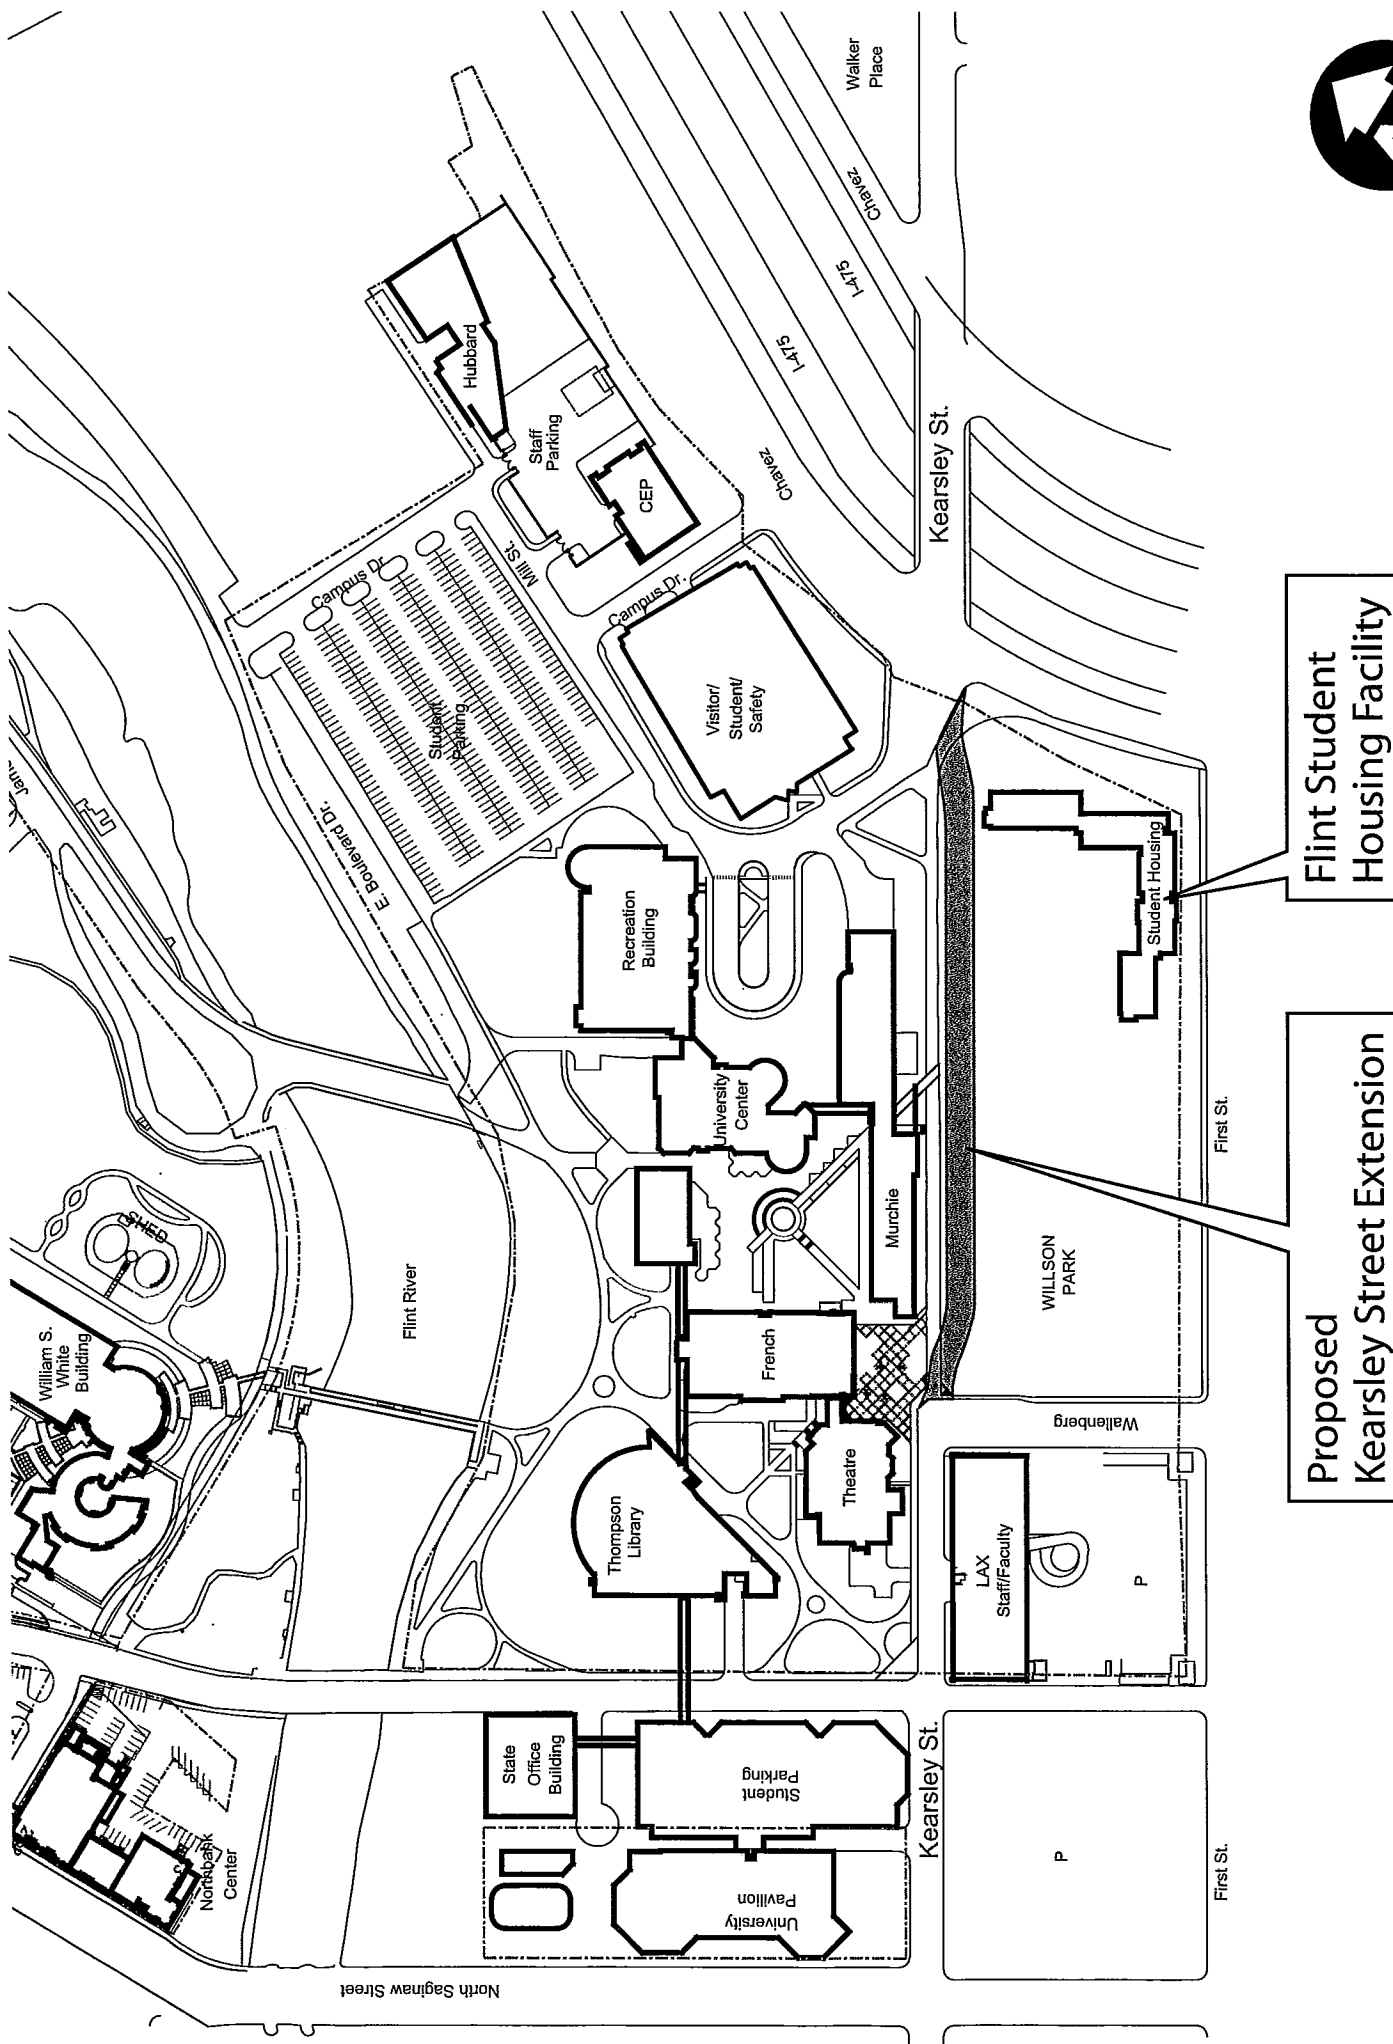 Walker
Place
Chavez
I-475
I-475
Chavez
Kearsley St.
Hubbard
Staff
Parking
CEP
Mill St.
Campus Dr.
Campus Dr.
Student
Parking
Visitor/
Student/
Safety
E. Boulevard Dr.
Recreation
Building
University
Center
Student Housing
Flint Student
Housing Facility
SHED
Flint River
William S.
White
Building
French
Murchie
WILLSON
PARK
First St.
Proposed
Kearsley Street Extension
Thompson
Library
Theatre
Wallenberg
LAX
Staff/Faculty
P
Northbank
Center
State
Office
Building
Student
Parking
University
Pavilion
Kearsley St.
P
First St.
North Saginaw Street